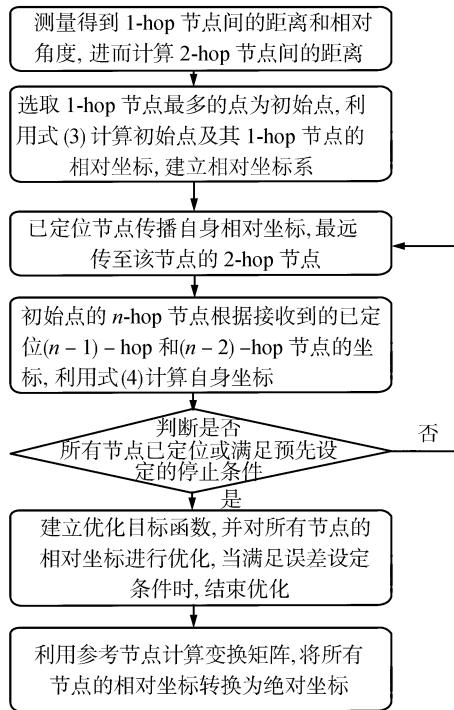 测量得到 1-hop 节点间的距离和相对
角度, 进而计算 2-hop 节点间的距离
选取 1-hop 节点最多的点为初始点, 利
用式 (3) 计算初始点及其 1-hop 节点的
相对坐标, 建立相对坐标系
已定位节点传播自身相对坐标, 最远
传至该节点的 2-hop 节点
初始点的 n-hop 节点根据接收到的已定
位(n − 1) − hop 和(n − 2) −hop 节点的坐
标, 利用式(4)计算自身坐标
判断是否
所有节点已定位或满足预先设
定的停止条件
否
是
建立优化目标函数, 并对所有节点的
相对坐标进行优化, 当满足误差设定
条件时, 结束优化
利用参考节点计算变换矩阵, 将所有
节点的相对坐标转换为绝对坐标